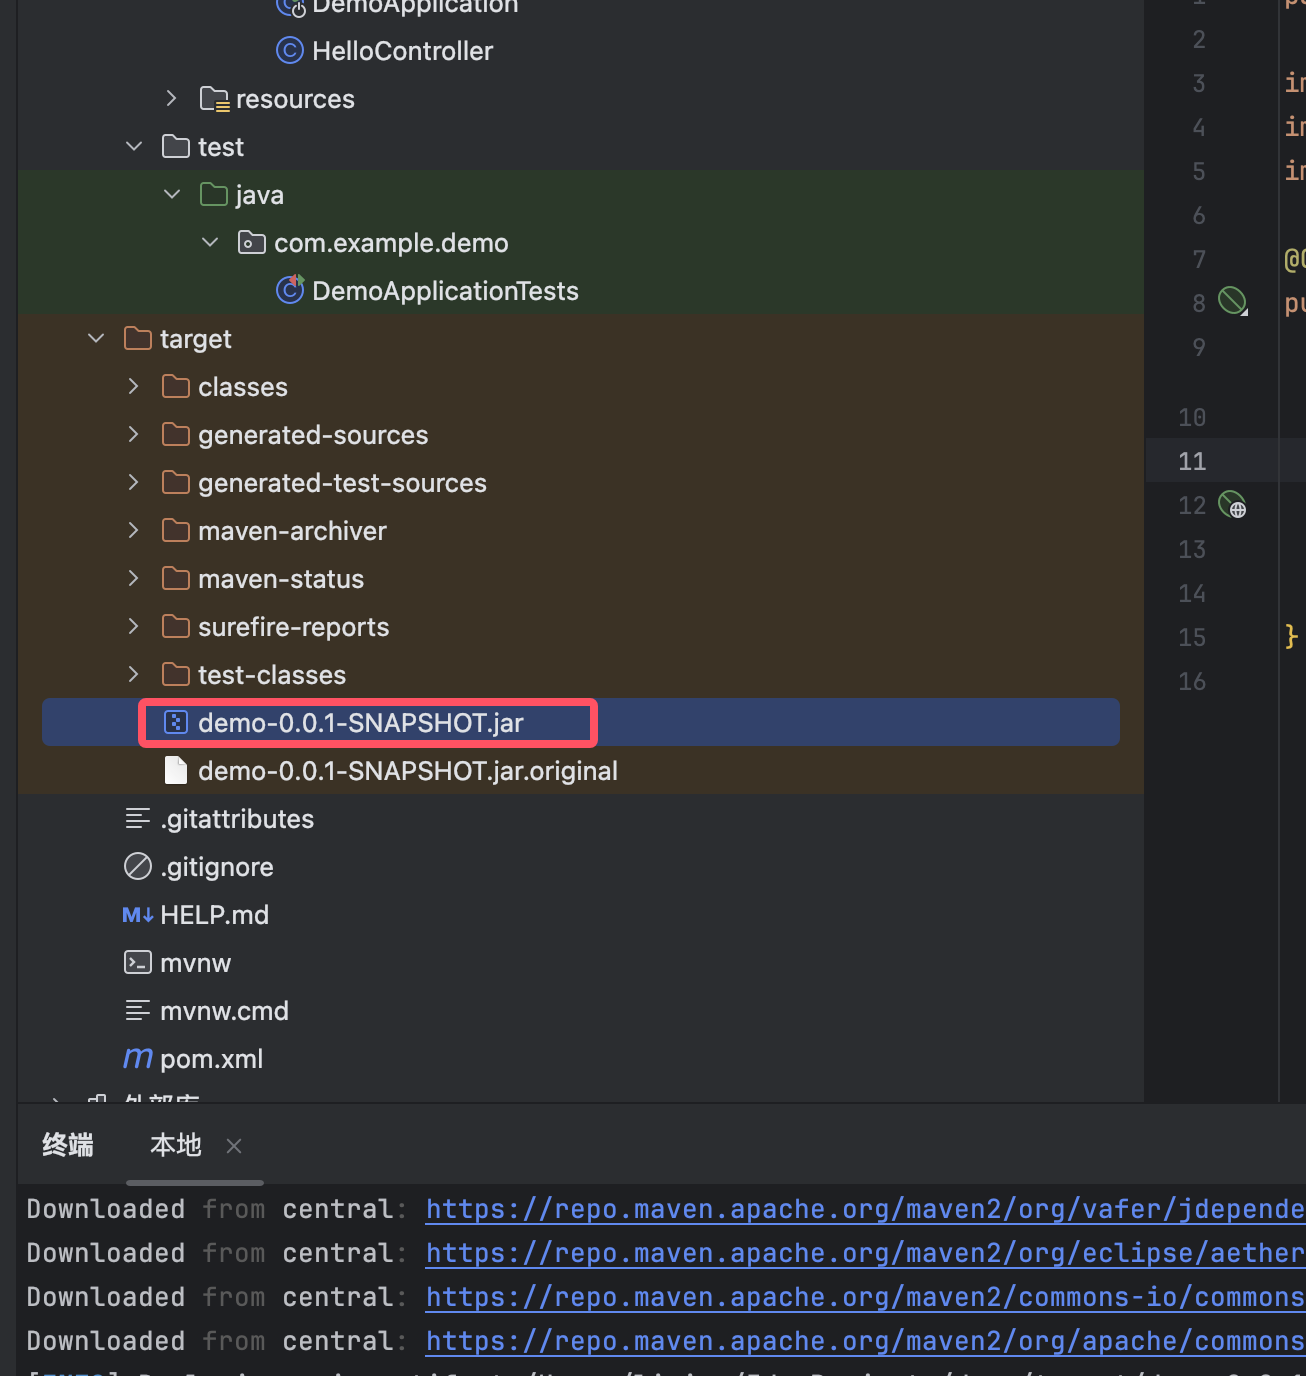 DemoApplication
HelloController
resources
test
java
com.example.demo
DemoApplicationTests
target
classes
generated-sources
generated-test-sources
maven-archiver
maven-status
surefire-reports
test-classes
demo-0.0.1-SNAPSHOT.jar
demo-0.0.1-SNAPSHOT.jar.original
.gitattributes
.gitignore
M↓ HELP.md
mvnw
mvnw.cmd
m pom.xml
外部库
2
3 im
4 im
5 im
6
7 @C
8 pu
9
10
11
12
13
14
15 }
16
终端 本地 ×
Downloaded from central: https://repo.maven.apache.org/maven2/org/vafer/jdepende
Downloaded from central: https://repo.maven.apache.org/maven2/org/eclipse/aether
Downloaded from central: https://repo.maven.apache.org/maven2/commons-io/commons
Downloaded from central: https://repo.maven.apache.org/maven2/org/apache/commons